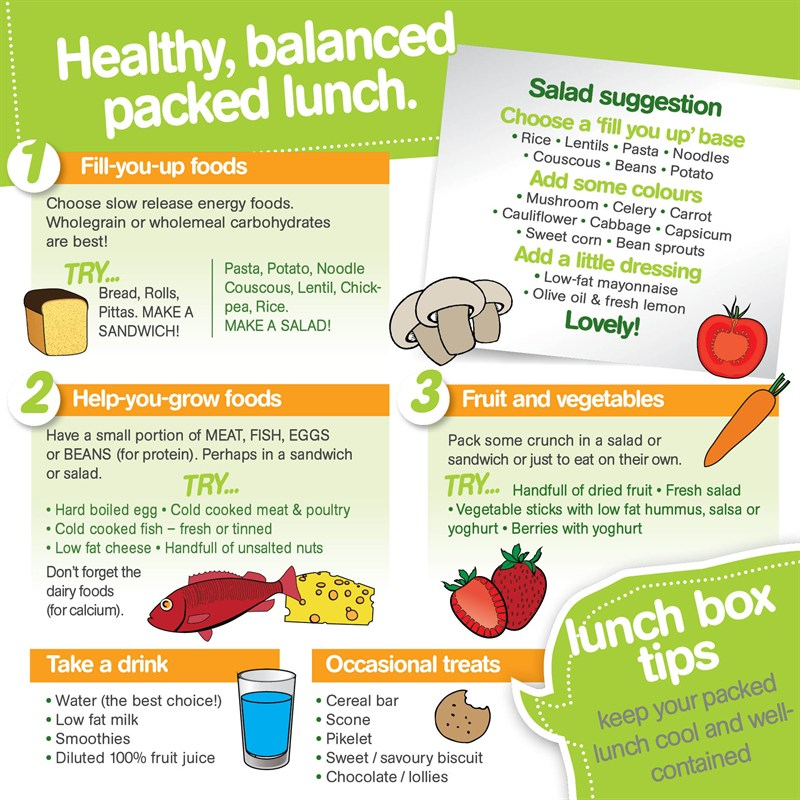 Healthy, balanced
packed lunch.
Salad suggestion
Choose a ‘fill you up’ base
• Rice • Lentils • Pasta • Noodles
• Couscous • Beans • Potato
Add some colours
• Mushroom • Celery • Carrot
• Cauliflower • Cabbage • Capsicum
• Sweet corn • Bean sprouts
Add a little dressing
• Low-fat mayonnaise
• Olive oil & fresh lemon
Lovely!
1 Fill-you-up foods
Choose slow release energy foods.
Wholegrain or wholemeal carbohydrates
are best!
TRY...
Bread, Rolls,
Pittas. MAKE A
SANDWICH!
Pasta, Potato, Noodle
Couscous, Lentil, Chick-
pea, Rice.
MAKE A SALAD!
2 Help-you-grow foods
Have a small portion of MEAT, FISH, EGGS
or BEANS (for protein). Perhaps in a sandwich
or salad.
TRY...
• Hard boiled egg • Cold cooked meat & poultry
• Cold cooked fish – fresh or tinned
• Low fat cheese • Handfull of unsalted nuts
Don’t forget the
dairy foods
(for calcium).
3 Fruit and vegetables
Pack some crunch in a salad or
sandwich or just to eat on their own.
TRY... Handfull of dried fruit • Fresh salad
• Vegetable sticks with low fat hummus, salsa or
yoghurt • Berries with yoghurt
Take a drink
• Water (the best choice!)
• Low fat milk
• Smoothies
• Diluted 100% fruit juice
Occasional treats
• Cereal bar
• Scone
• Pikelet
• Sweet / savoury biscuit
• Chocolate / lollies
lunch box
tips
keep your packed
lunch cool and well-
contained